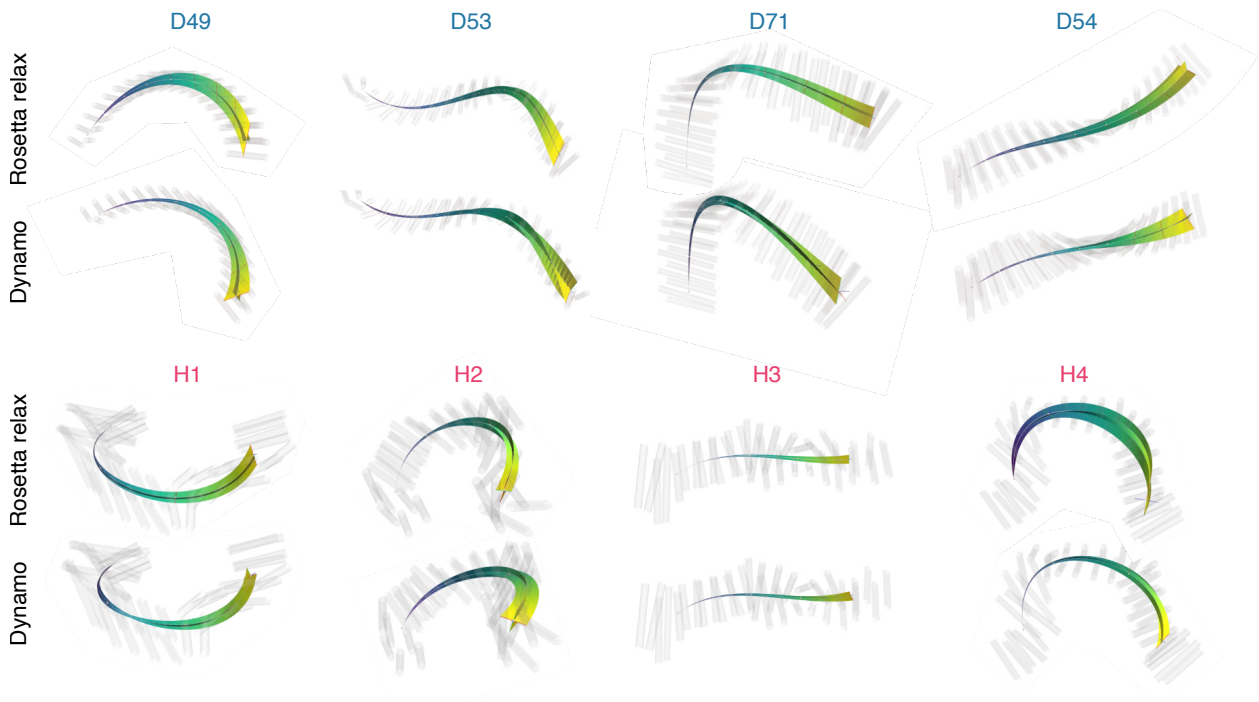 D49 D53 D71 D54
Rosetta relax
Dynamo
H1 H2 H3 H4
Rosetta relax
Dynamo